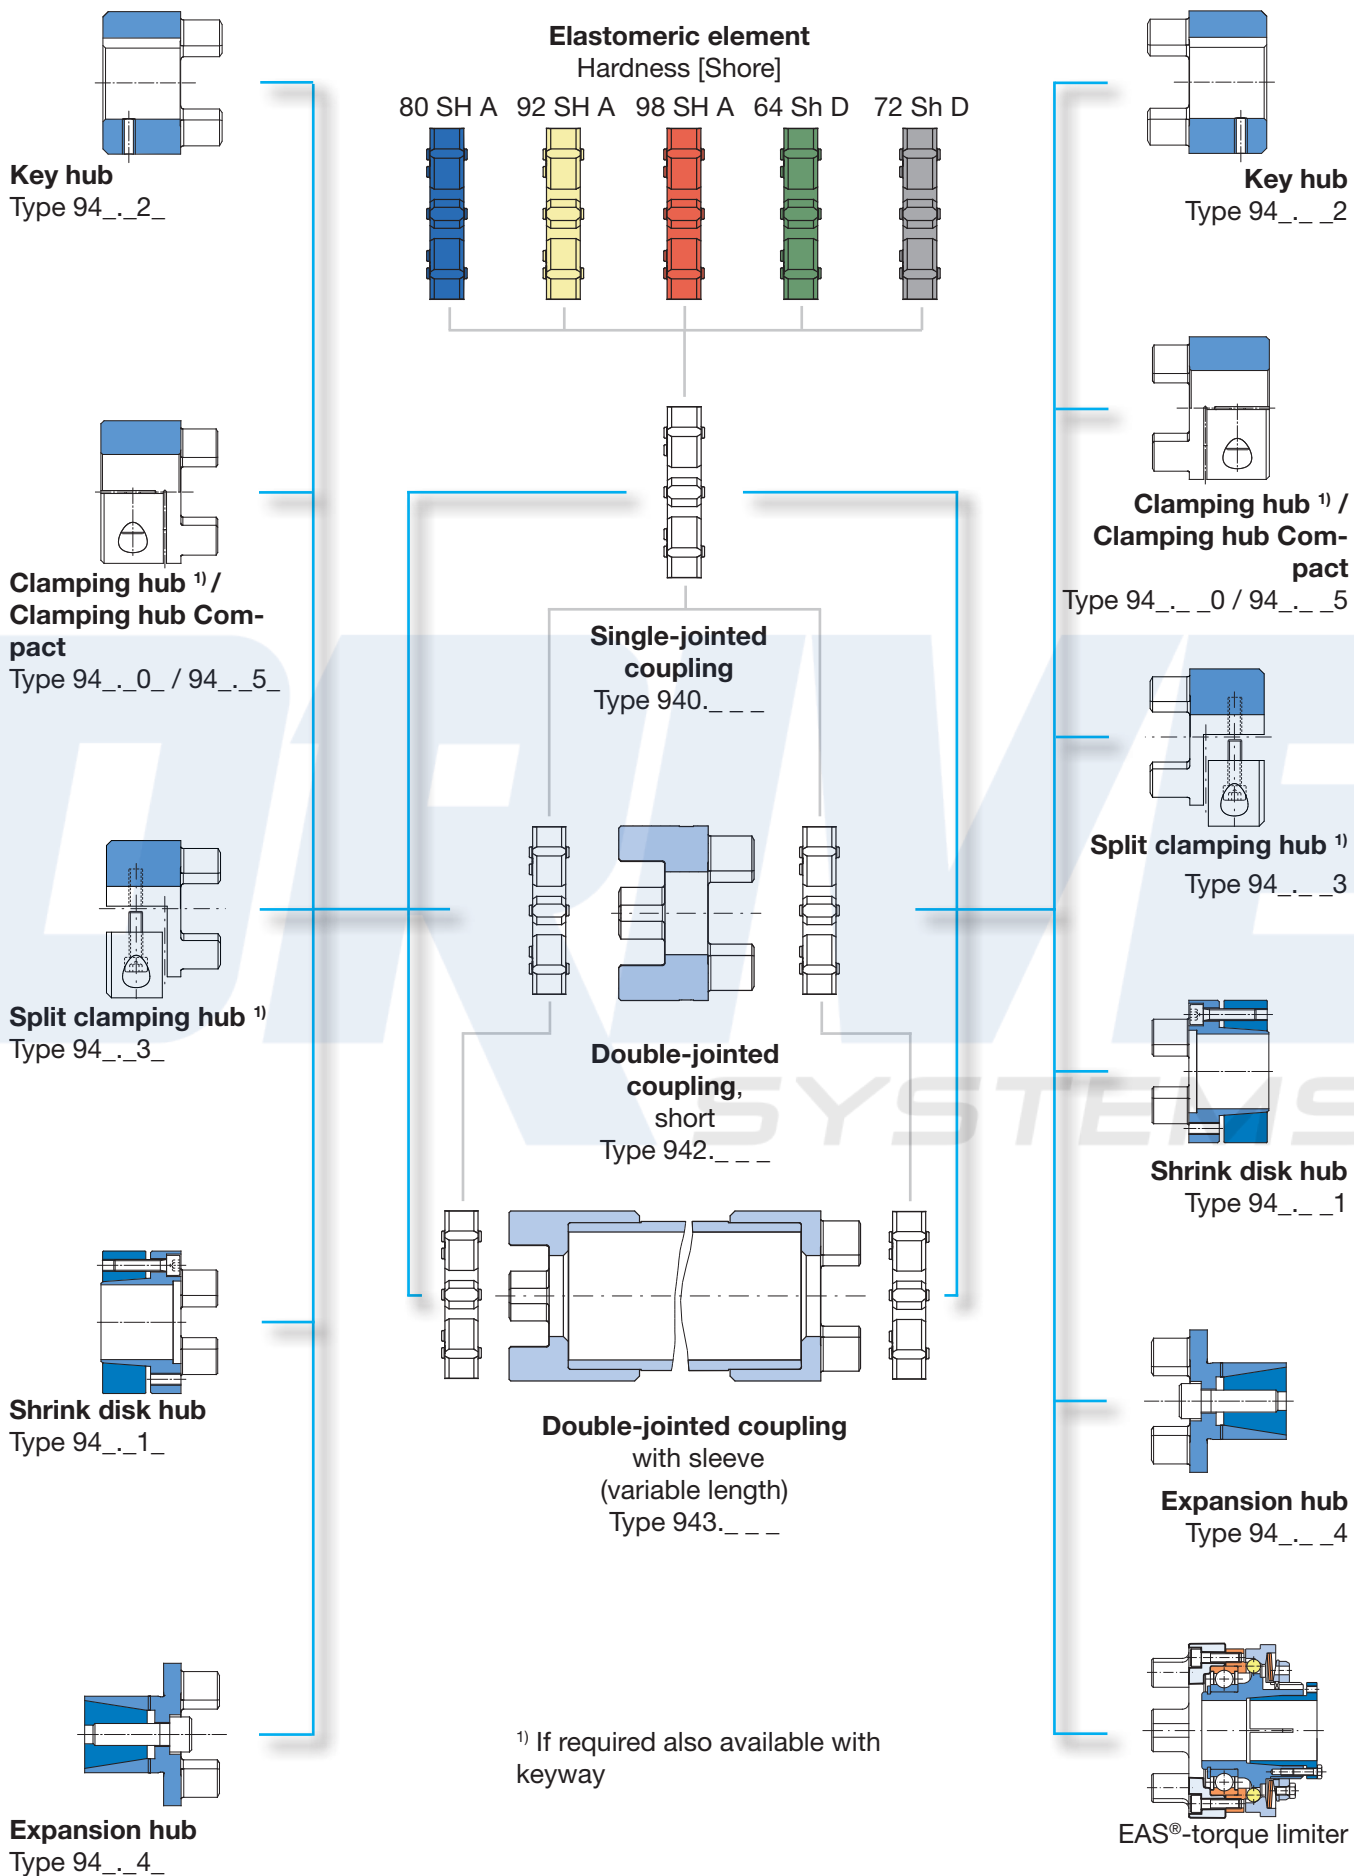 Elastomeric element
Hardness [Shore]
80 SH A 92 SH A 98 SH A 64 Sh D 72 Sh D
Key hub
Type 94_._2_
Clamping hub 1) /
Clamping hub Com-
pact
Type 94_._0_ / 94_._5_
Split clamping hub 1)
Type 94_._3_
Shrink disk hub
Type 94_._1_
Expansion hub
Type 94_._4_
Single-jointed
coupling
Type 940._ _ _
Double-jointed
coupling,
short
Type 942._ _ _
Double-jointed coupling
with sleeve
(variable length)
Type 943._ _ _
1) If required also available with
keyway
Key hub
Type 94_._ _2
Clamping hub 1) /
Clamping hub Com-
pact
Type 94_._ _0 / 94_._ _5
Split clamping hub 1)
Type 94_._ _3
Shrink disk hub
Type 94_._ _1
Expansion hub
Type 94_._ _4
EAS®-torque limiter
DRIVE
SYSTEMS